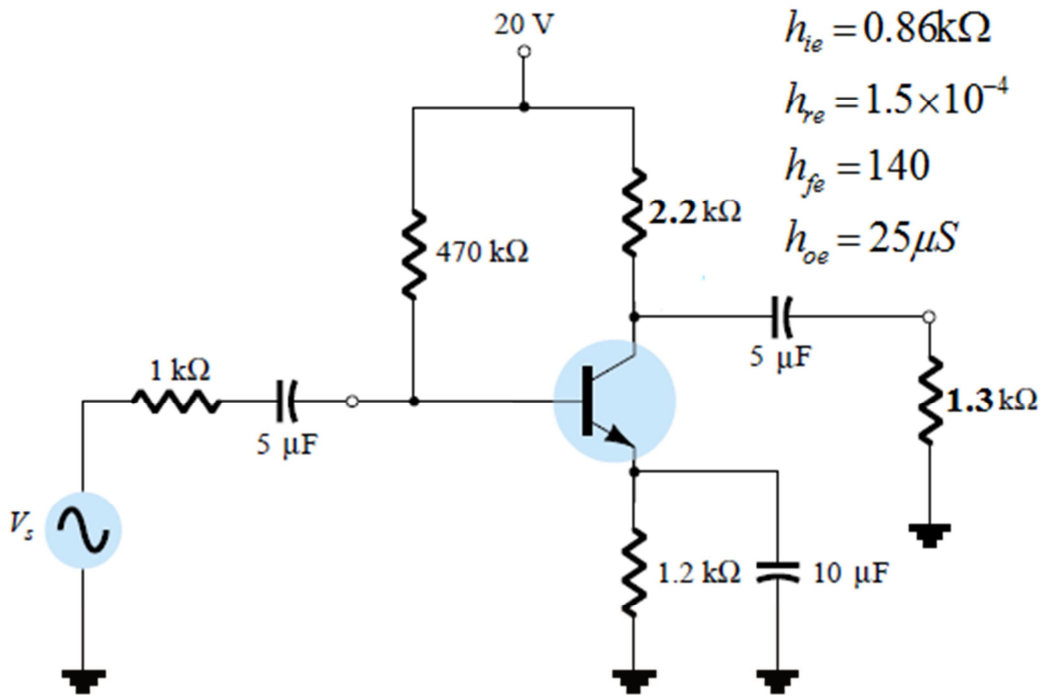 20 V
h_ie = 0.86kΩ
h_re = 1.5×10⁻⁴
h_fe = 140
h_oe = 25μS
2.2 kΩ
470 kΩ
5 μF
1 kΩ
5 μF
1.3 kΩ
V_s
1.2 kΩ
10 μF